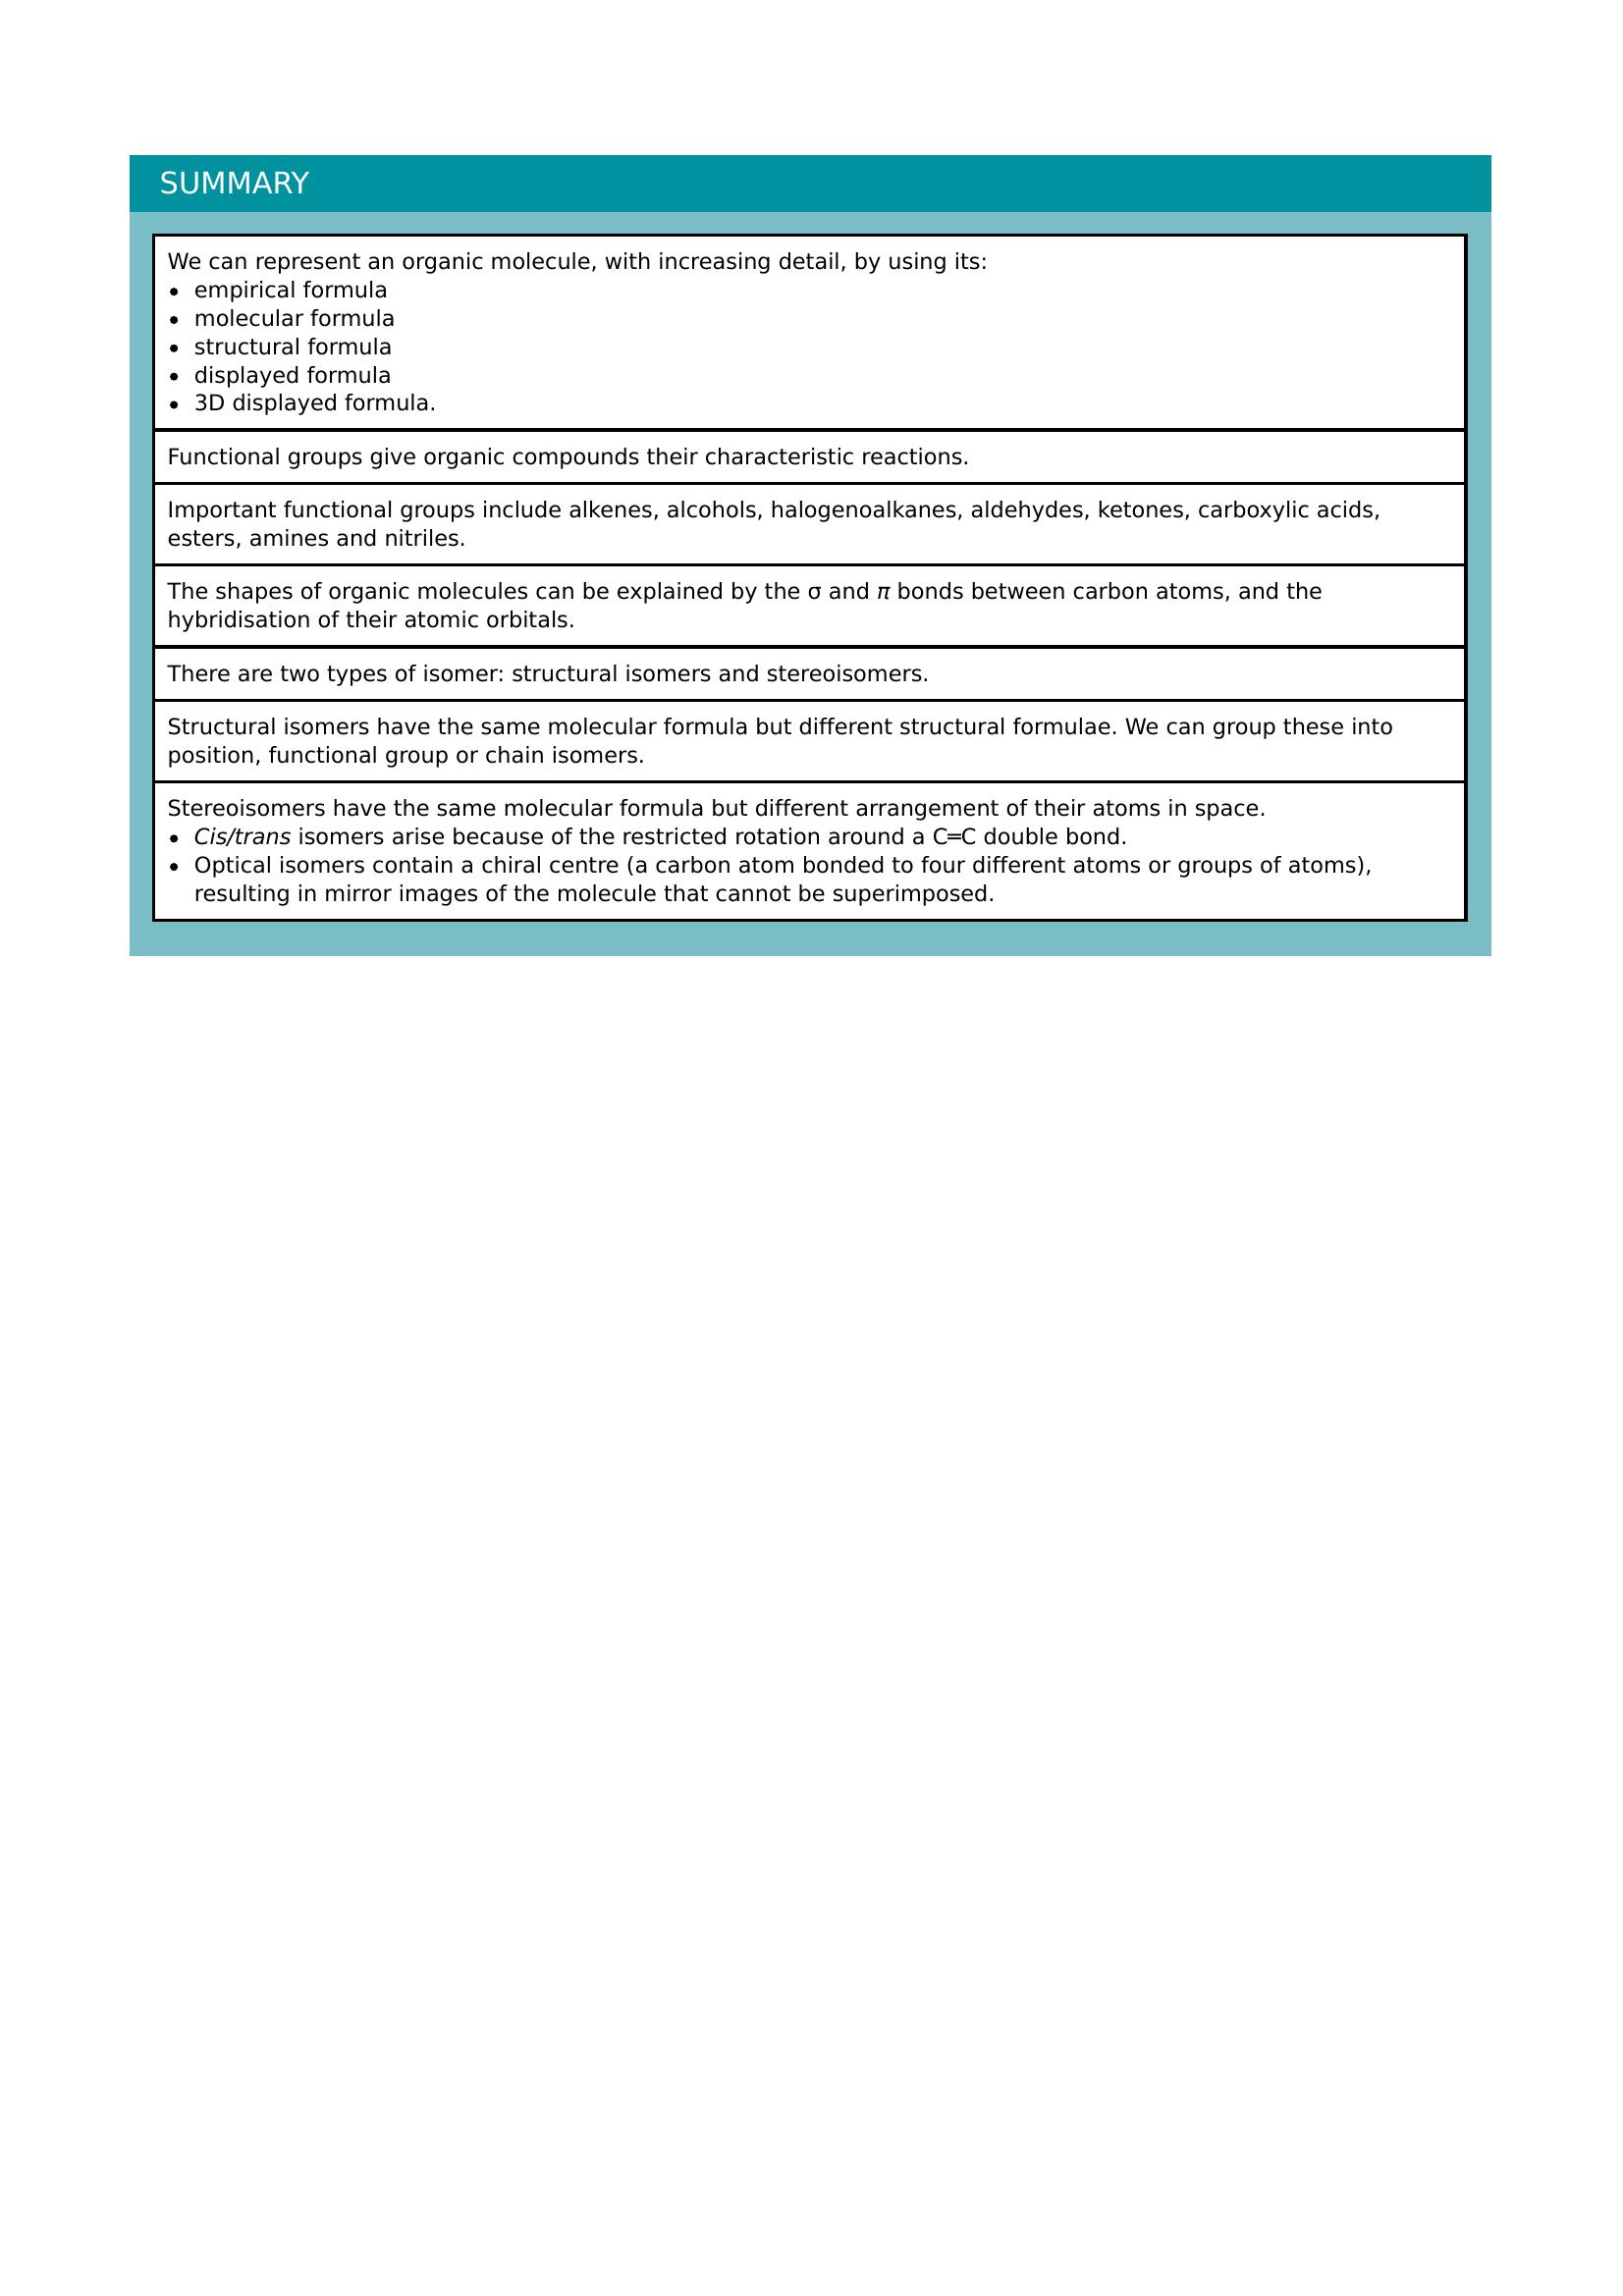 SUMMARY
We can represent an organic molecule, with increasing detail, by using its:
• empirical formula
• molecular formula
• structural formula
• displayed formula
• 3D displayed formula.
Functional groups give organic compounds their characteristic reactions.
Important functional groups include alkenes, alcohols, halogenoalkanes, aldehydes, ketones, carboxylic acids,
esters, amines and nitriles.
The shapes of organic molecules can be explained by the σ and π bonds between carbon atoms, and the
hybridisation of their atomic orbitals.
There are two types of isomer: structural isomers and stereoisomers.
Structural isomers have the same molecular formula but different structural formulae. We can group these into
position, functional group or chain isomers.
Stereoisomers have the same molecular formula but different arrangement of their atoms in space.
• Cis/trans isomers arise because of the restricted rotation around a C═C double bond.
• Optical isomers contain a chiral centre (a carbon atom bonded to four different atoms or groups of atoms),
resulting in mirror images of the molecule that cannot be superimposed.